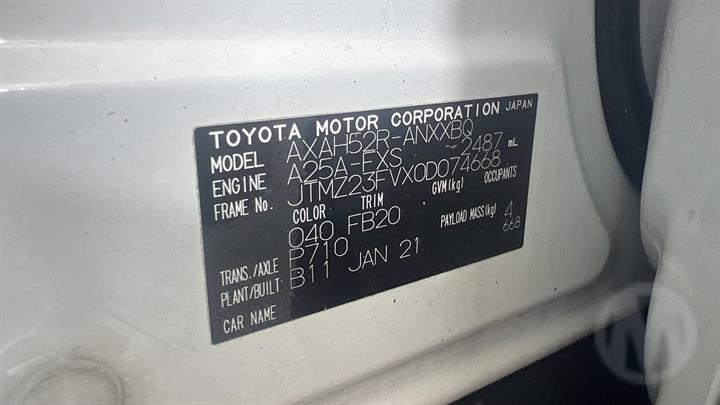 TOYOTA MOTOR CORPORATION JAPAN
MODEL AXAH52R-ANXXBQ
ENGINE A25A-FXS 2487 mL
FRAME No. JTMZ23FVX0D074668
COLOR TRIM GVM(kg) OCCUPANTS
040 FB20 PAYLOAD MASS(kg) 4
668
TRANS./AXLE P710
PLANT/BUILT B11 JAN 21
CAR NAME
M